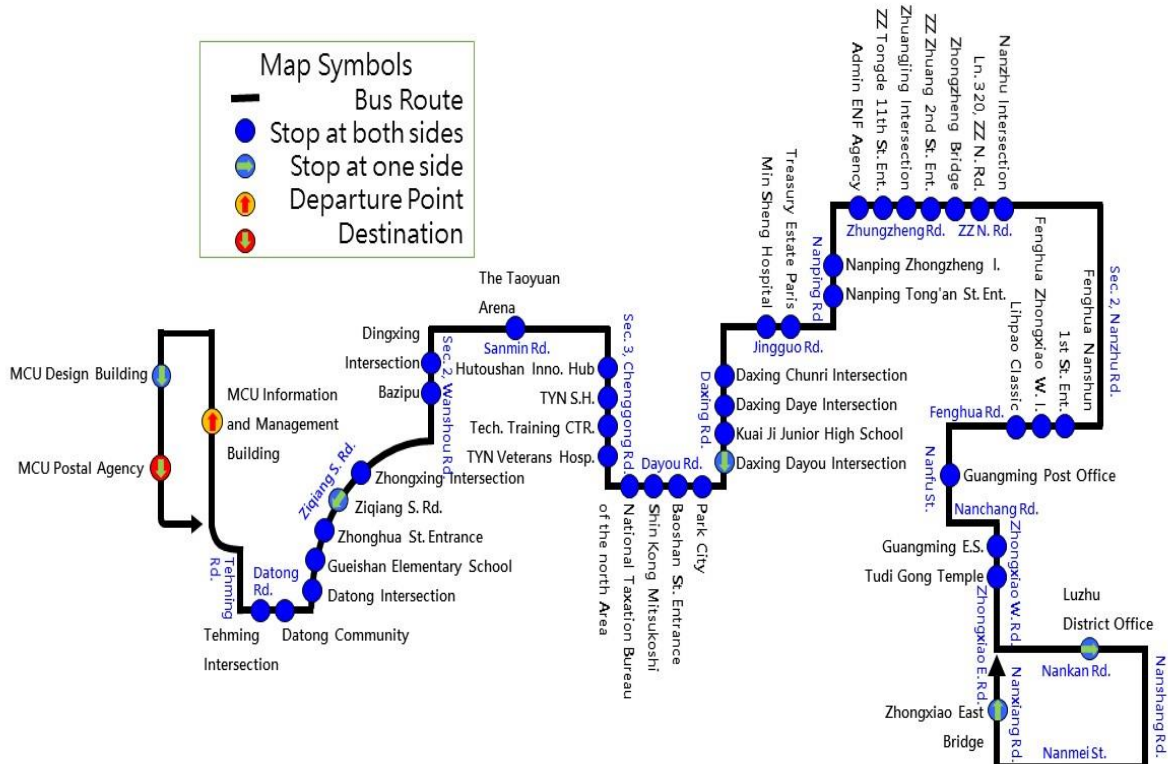 Map Symbols
Bus Route
Stop at both sides
Stop at one side
Departure Point
Destination
MCU Design Building
MCU Postal Agency
MCU Information
and Management
Building
Tehming
Rd.
Tehming
Intersection
Datong
Rd.
Datong Community
Datong Intersection
Gueishan Elementary School
Zhonghua St. Entrance
Ziqiang S. Rd.
Zhongxing Intersection
Ziqiang S. Rd.
Sec. 2, Wanshou Rd.
Bazipu
Dingxing
Intersection
The Taoyuan
Arena
Sanmin Rd.
Sec. 3, Chenggong Rd.
Hutoushan Inno. Hub
TYN S.H.
Tech. Training CTR.
TYN Veterans Hosp.
National Taxation Bureau
of the north Area
Shin Kong Mitsukoshi
Baoshan St. Entrance
Park City
Dayou Rd.
Daxing Rd.
Daxing Dayou Intersection
Kuai Ji Junior High School
Daxing Daye Intersection
Daxing Chunri Intersection
Min Sheng Hospital
Treasury Estate Paris
Jingguo Rd.
Nanping Rd.
Nanping Tong'an St. Ent.
Nanping Zhongzheng I.
Admin ENF Agency
ZZ Tongde 11th St. Ent.
Zhuangjing Intersection
ZZ Zhuang 2nd St. Ent.
Zhongzheng Bridge
Ln.320, ZZ N. Rd.
Nanzhu Intersection
Zhungzheng Rd.
ZZ N. Rd.
Sec. 2, Nanzhu Rd.
Fenghua Nanshun
1st St. Ent.
Fenghua Zhongxiao W. I.
Lihpao Classic
Fenghua Rd.
Nanfu St.
Guangming Post Office
Nanchang Rd.
Zhongxiao W. Rd.
Guangming E.S.
Tudi Gong Temple
Zhongxiao E. Rd.
Luzhu
District Office
Nankan Rd.
Nanshang Rd.
Nanmei St.
Nanxiang Rd.
Zhongxiao East
Bridge